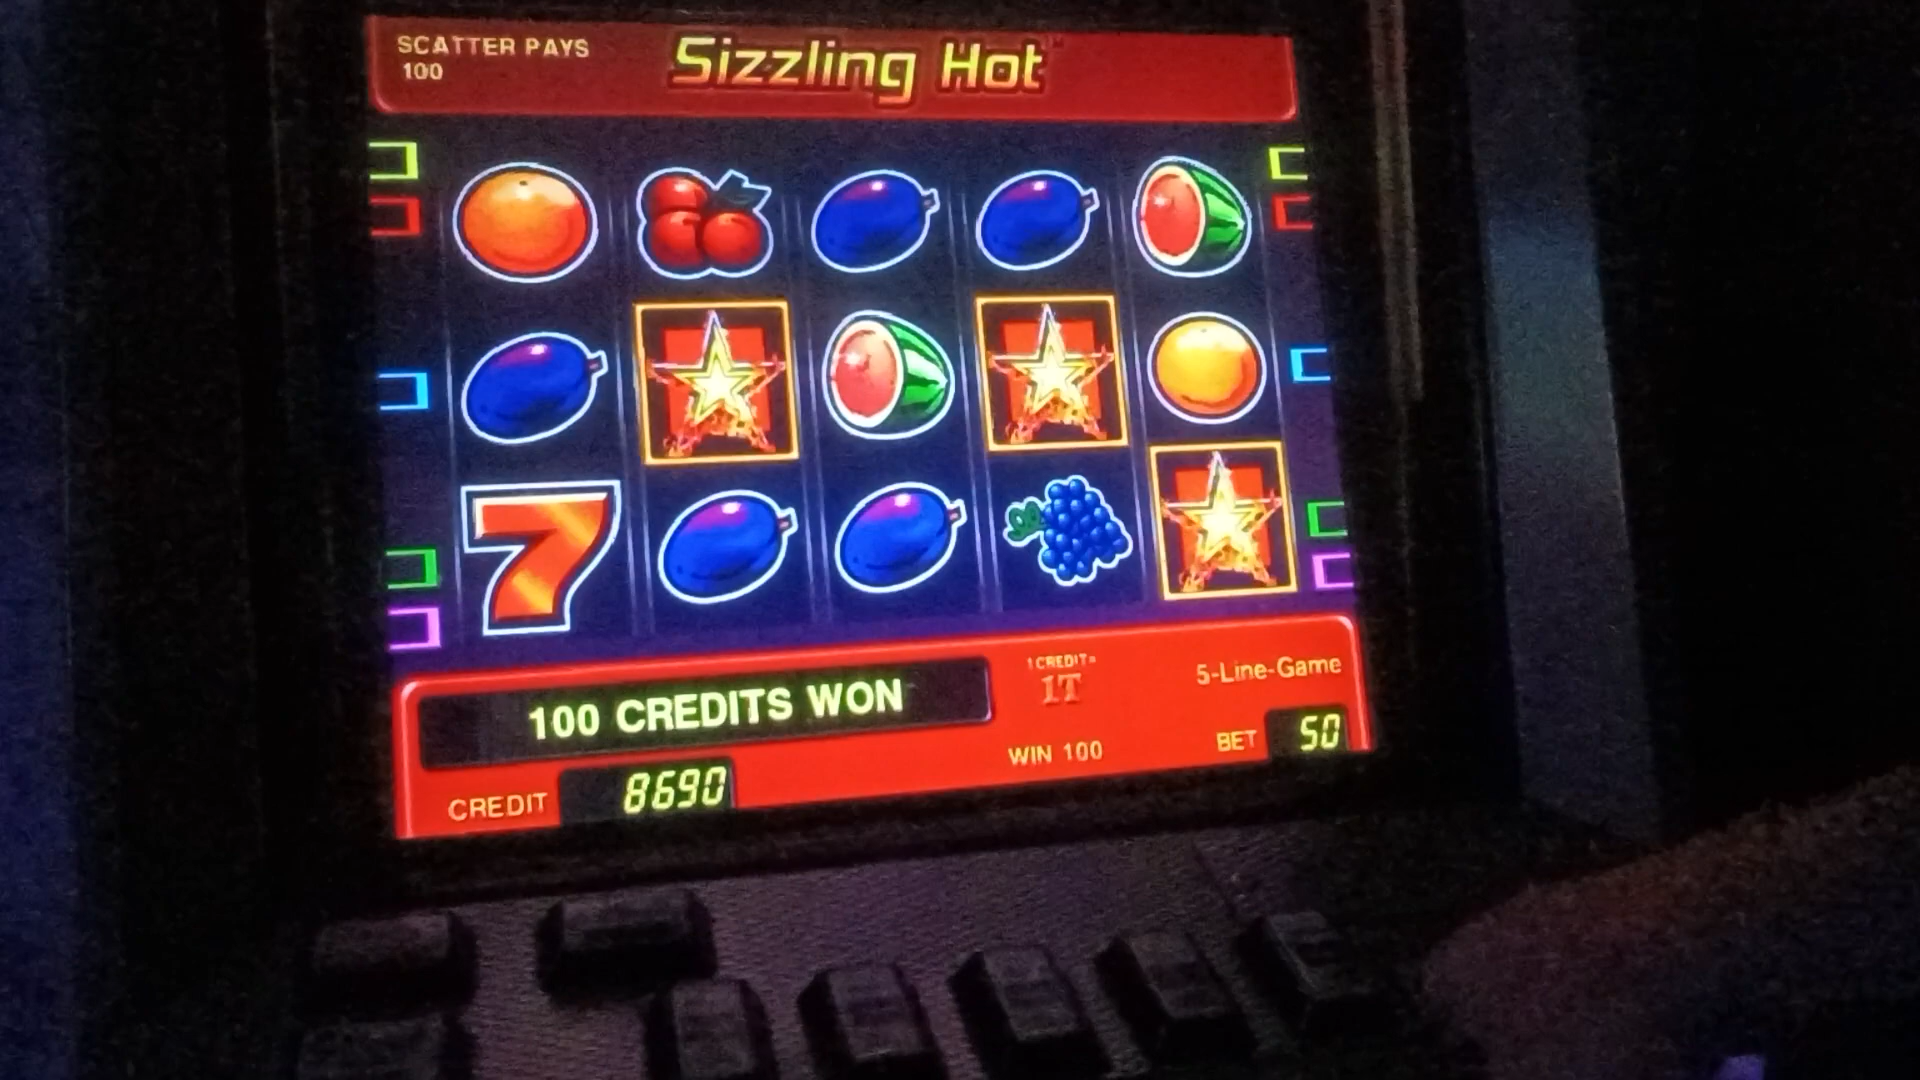 SCATTER PAYS
100
Sizzling Hot
7
100 CREDITS WON
1 CREDIT=
1T
5-Line-Game
WIN 100
BET 50
CREDIT 8690